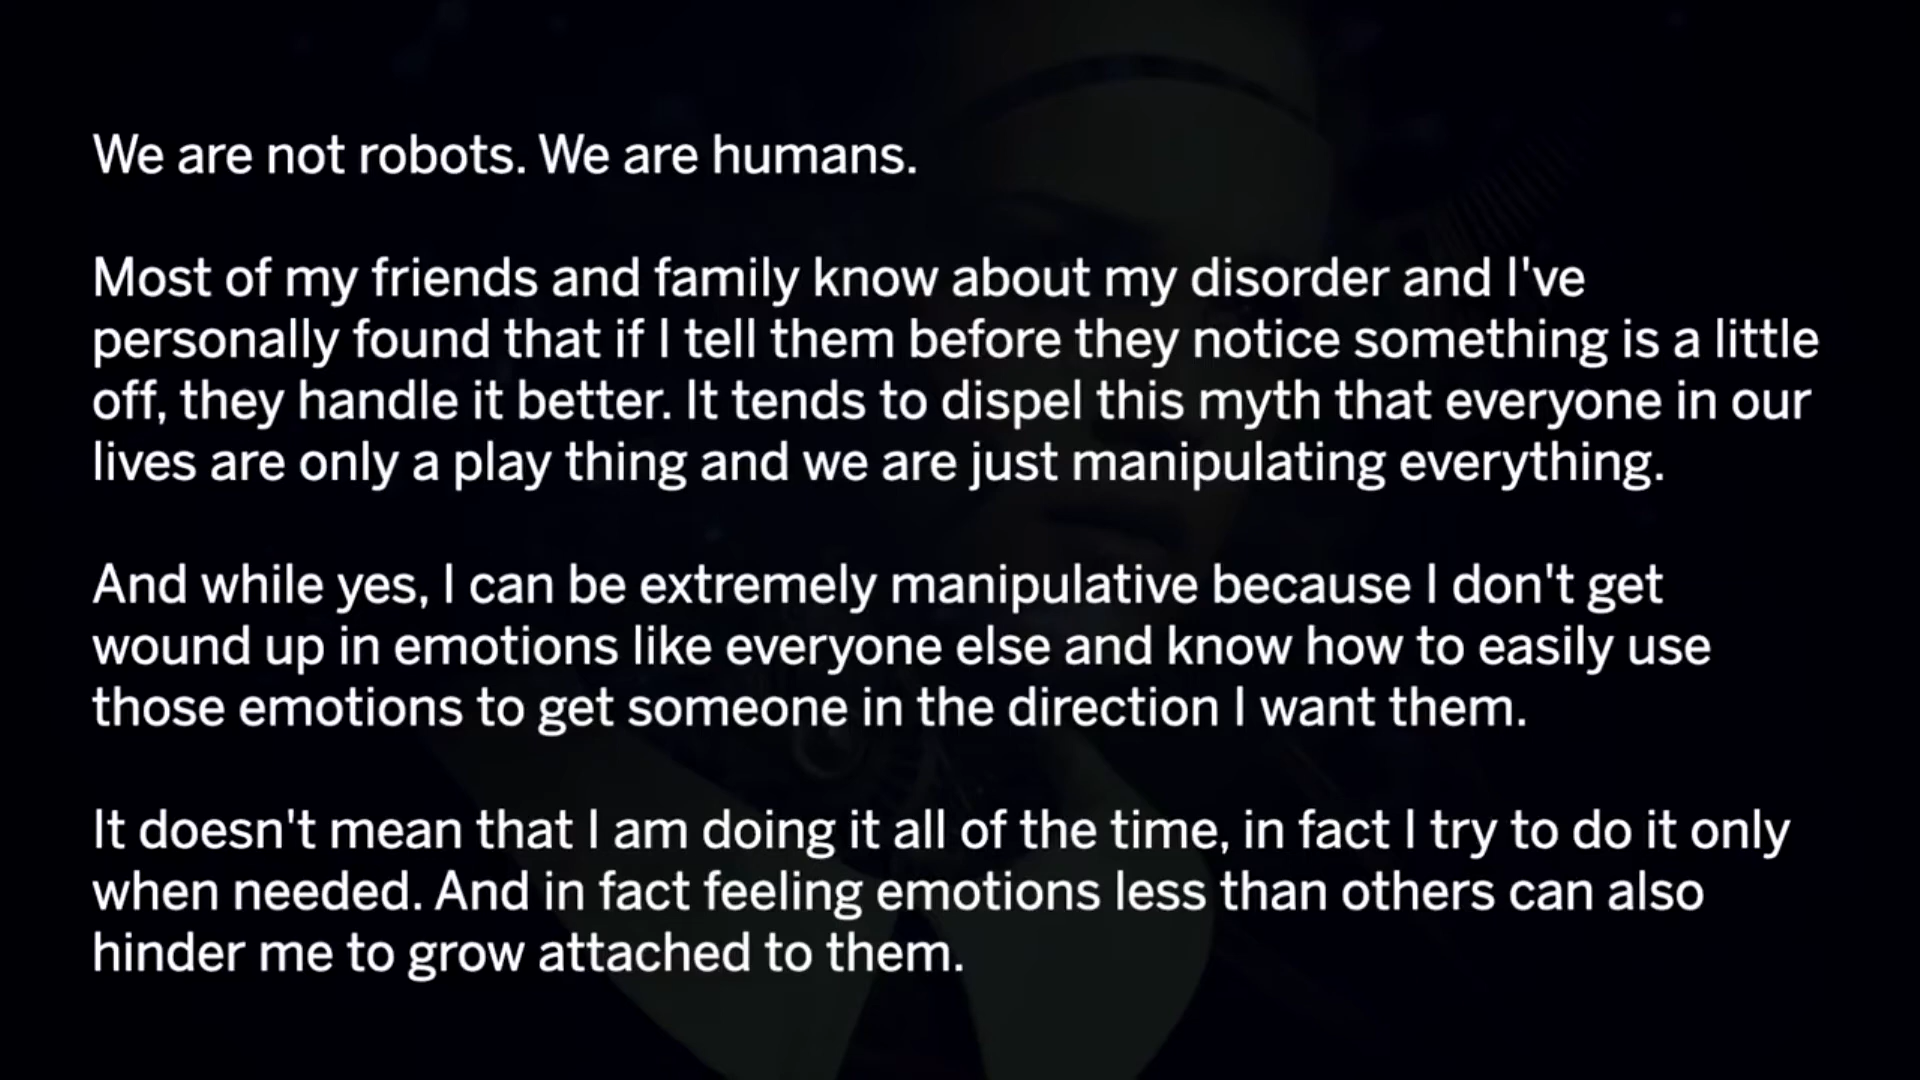 We are not robots. We are humans.
Most of my friends and family know about my disorder and I've
personally found that if I tell them before they notice something is a little
off, they handle it better. It tends to dispel this myth that everyone in our
lives are only a play thing and we are just manipulating everything.
And while yes, I can be extremely manipulative because I don't get
wound up in emotions like everyone else and know how to easily use
those emotions to get someone in the direction I want them.
It doesn't mean that I am doing it all of the time, in fact I try to do it only
when needed. And in fact feeling emotions less than others can also
hinder me to grow attached to them.